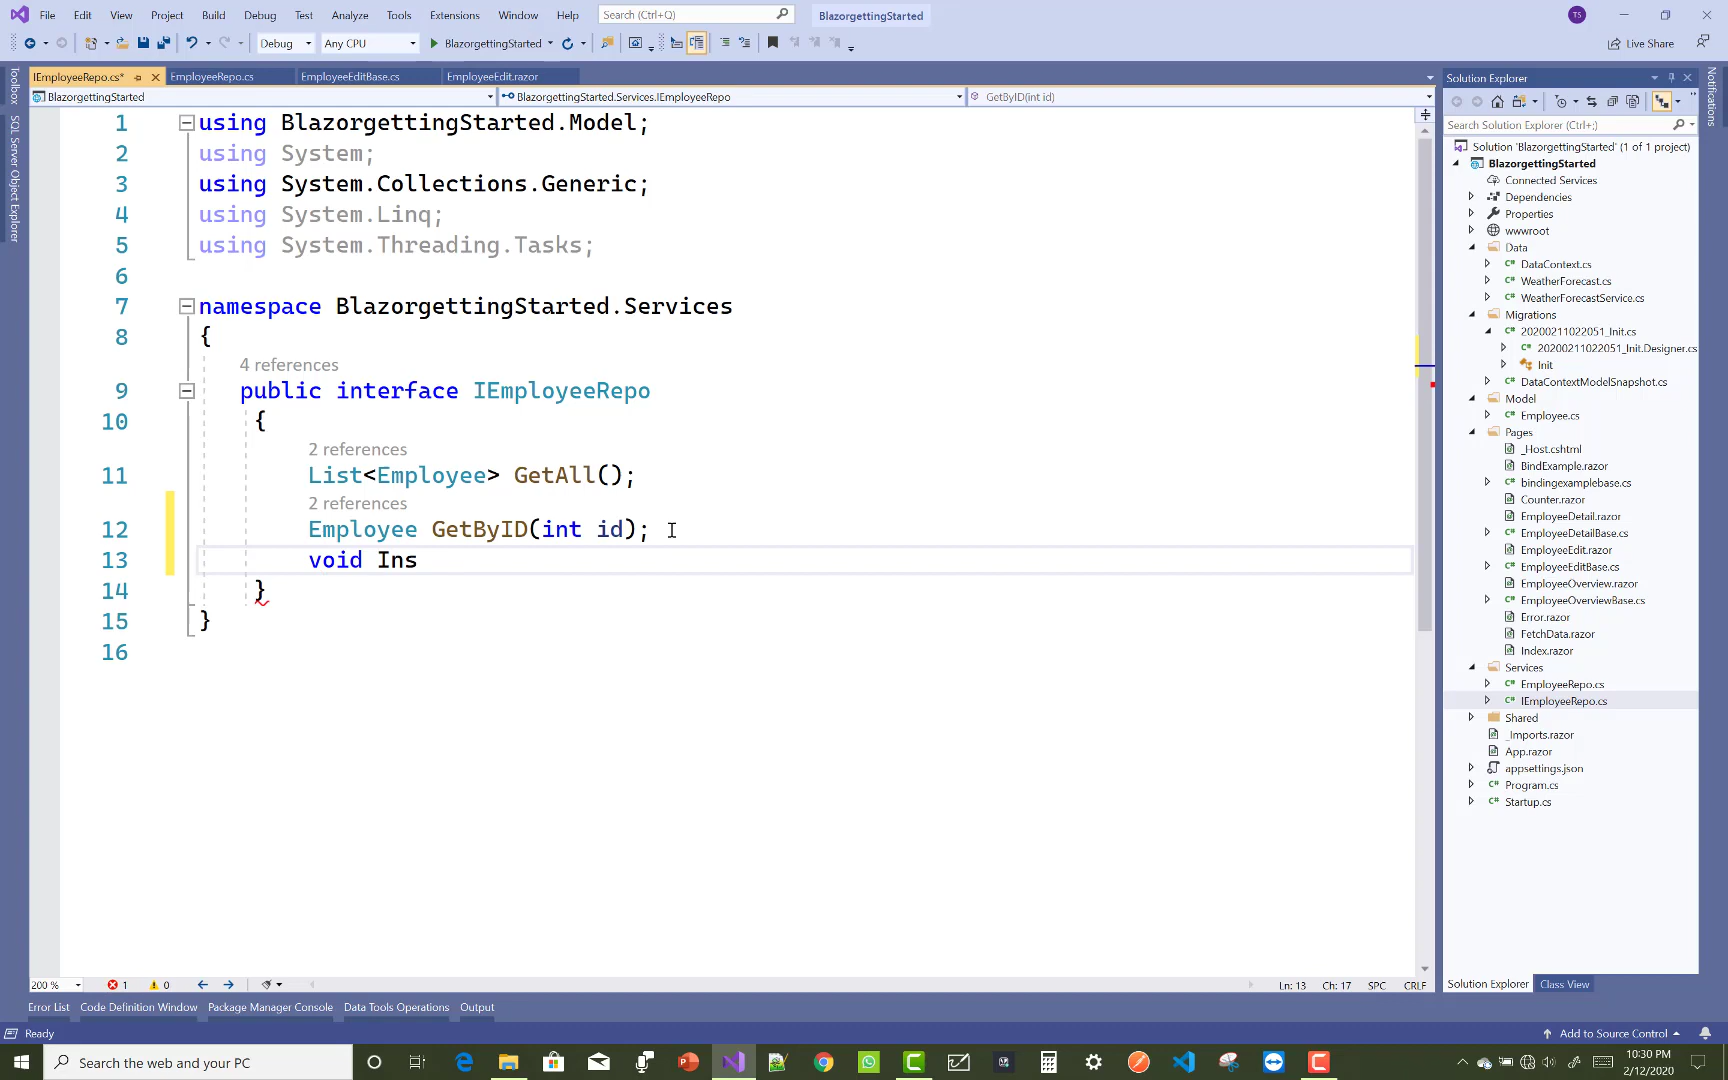 File Edit View Project Build Debug Test Analyze Tools Extensions Window Help Search (Ctrl+Q) BlazorgettingStarted TS
Debug Any CPU BlazorgettingStarted Live Share
IEmployeeRepo.cs* EmployeeRepo.cs EmployeeEditBase.cs EmployeeEdit.razor
BlazorgettingStarted BlazorgettingStarted.Services.IEmployeeRepo GetByID(int id)
Toolbox
SQL Server Object Explorer
1 using BlazorgettingStarted.Model;
2 using System;
3 using System.Collections.Generic;
4 using System.Linq;
5 using System.Threading.Tasks;
6
7 namespace BlazorgettingStarted.Services
8 {
4 references
9 public interface IEmployeeRepo
10 {
2 references
11 List<Employee> GetAll();
2 references
12 Employee GetByID(int id);
13 void Ins
14 }
15 }
16
Solution Explorer
Search Solution Explorer (Ctrl+;)
Solution 'BlazorgettingStarted' (1 of 1 project)
BlazorgettingStarted
Connected Services
Dependencies
Properties
wwwroot
Data
DataContext.cs
WeatherForecast.cs
WeatherForecastService.cs
Migrations
20200211022051_Init.cs
20200211022051_Init.Designer.cs
Init
DataContextModelSnapshot.cs
Model
Employee.cs
Pages
_Host.cshtml
BindExample.razor
bindingexamplebase.cs
Counter.razor
EmployeeDetail.razor
EmployeeDetailBase.cs
EmployeeEdit.razor
EmployeeEditBase.cs
EmployeeOverview.razor
EmployeeOverviewBase.cs
Error.razor
FetchData.razor
Index.razor
Services
EmployeeRepo.cs
IEmployeeRepo.cs
Shared
_Imports.razor
App.razor
appsettings.json
Program.cs
Startup.cs
Notifications
200 % 1 0 Ln: 13 Ch: 17 SPC CRLF
Solution Explorer Class View
Error List Code Definition Window Package Manager Console Data Tools Operations Output
Ready Add to Source Control
Search the web and your PC
10:30 PM
2/12/2020